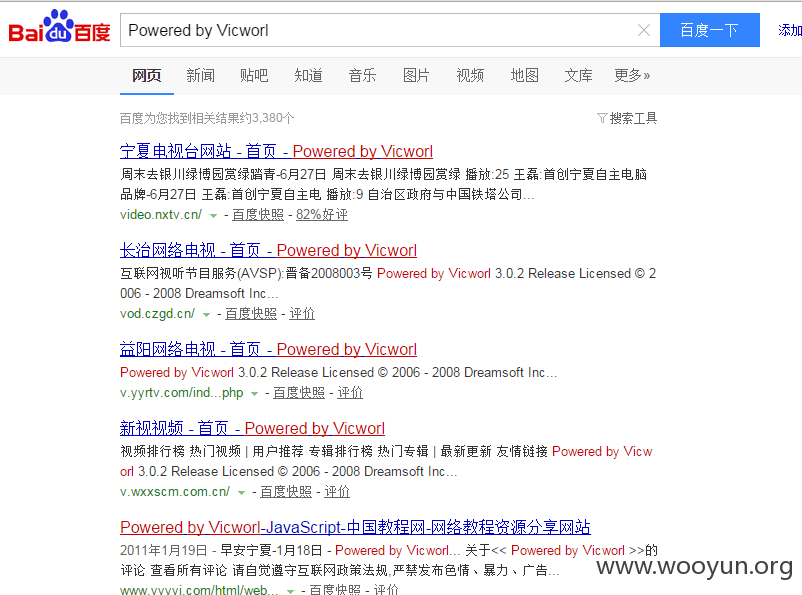 Bai du 百度 Powered by Vicworl 百度一下 添加
网页 新闻 贴吧 知道 音乐 图片 视频 地图 文库 更多»
百度为您找到相关结果约3,380个 搜索工具
宁夏电视台网站 - 首页 - Powered by Vicworl
周末去银川绿博园赏绿踏青-6月27日 周末去银川绿博园赏绿 播放:25 王磊:首创宁夏自主电脑
品牌-6月27日 王磊:首创宁夏自主电 播放:9 自治区政府与中国铁塔公司...
video.nxtv.cn/ - 百度快照 - 82%好评
长治网络电视 - 首页 - Powered by Vicworl
互联网视听节目服务(AVSP):晋备2008003号 Powered by Vicworl 3.0.2 Release Licensed © 2
006 - 2008 Dreamsoft Inc...
vod.czgd.cn/ - 百度快照 - 评价
益阳网络电视 - 首页 - Powered by Vicworl
Powered by Vicworl 3.0.2 Release Licensed © 2006 - 2008 Dreamsoft Inc...
v.yyrtv.com/ind...php - 百度快照 - 评价
新视视频 - 首页 - Powered by Vicworl
视频排行榜 热门视频 | 用户推荐 专辑排行榜 热门专辑 | 最新更新 友情链接 Powered by Vicw
orl 3.0.2 Release Licensed © 2006 - 2008 Dreamsoft Inc...
v.wxxscm.com.cn/ - 百度快照 - 评价
Powered by Vicworl-JavaScript-中国教程网-网络教程资源分享网站
2011年1月19日 - 早安宁夏-1月18日 - Powered by Vicworl... 关于<< Powered by Vicworl >>的
评论 查看所有评论 请自觉遵守互联网政策法规,严禁发布色情、暴力、广告...
www.wooyun.org
- 百度快照 - 评价